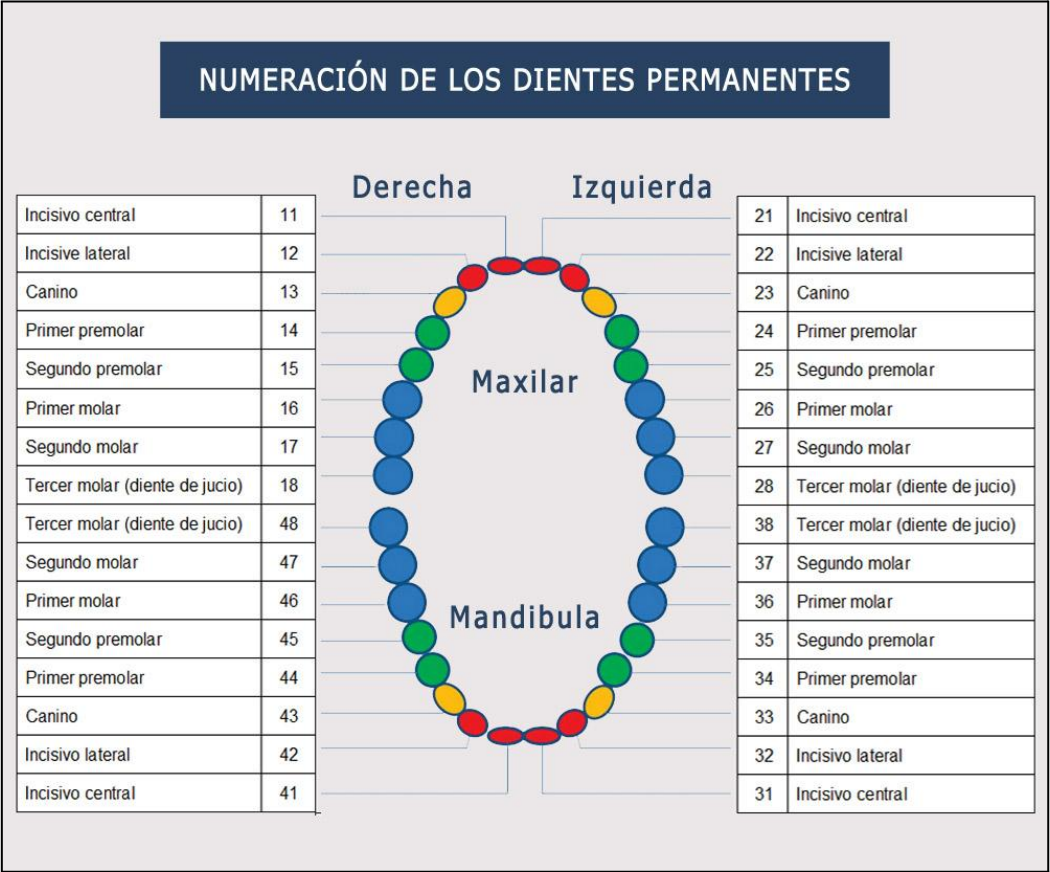 NUMERACIÓN DE LOS DIENTES PERMANENTES
Derecha
Izquierda
Incisivo central 11
Incisive lateral 12
Canino 13
Primer premolar 14
Segundo premolar 15
Primer molar 16
Segundo molar 17
Tercer molar (diente de jucio) 18
Tercer molar (diente de jucio) 48
Segundo molar 47
Primer molar 46
Segundo premolar 45
Primer premolar 44
Canino 43
Incisivo lateral 42
Incisivo central 41
Maxilar
Mandibula
21 Incisivo central
22 Incisive lateral
23 Canino
24 Primer premolar
25 Segundo premolar
26 Primer molar
27 Segundo molar
28 Tercer molar (diente de jucio)
38 Tercer molar (diente de jucio)
37 Segundo molar
36 Primer molar
35 Segundo premolar
34 Primer premolar
33 Canino
32 Incisivo lateral
31 Incisivo central